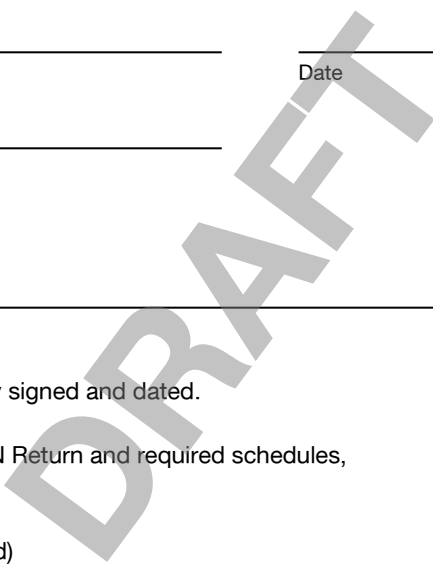 Date
signed and dated.
Return and required schedules,
DRAFT